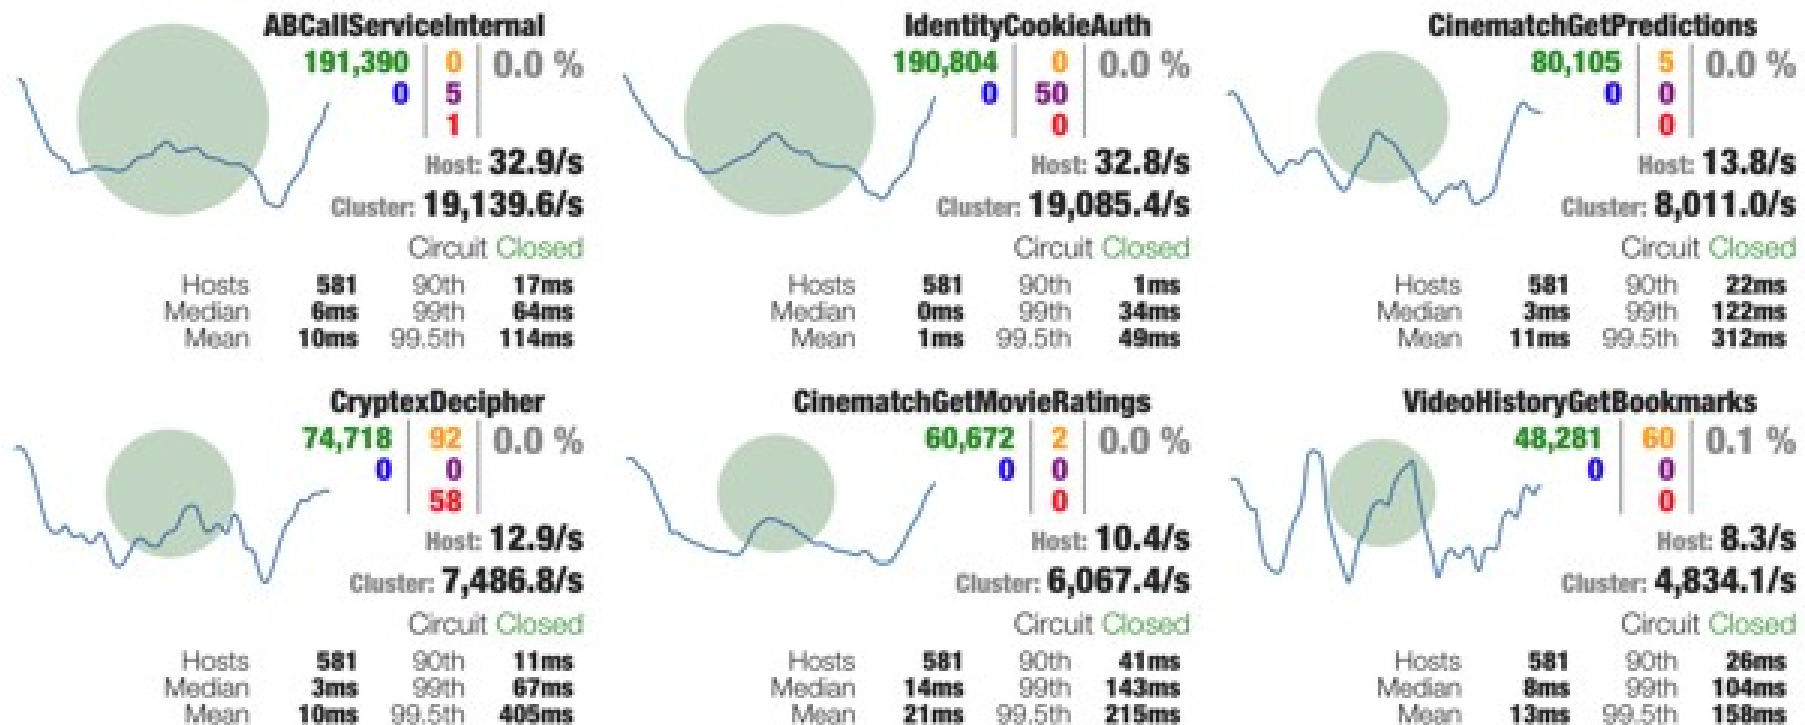 ABCallServiceInternal
191,390 0 0.0 %
0 5
1
Host: 32.9/s
Cluster: 19,139.6/s
Circuit Closed
Hosts 581 90th 17ms
Median 6ms 99th 64ms
Mean 10ms 99.5th 114ms
IdentityCookieAuth
190,804 0 0.0 %
0 50
0
Host: 32.8/s
Cluster: 19,085.4/s
Circuit Closed
Hosts 581 90th 1ms
Median 0ms 99th 34ms
Mean 1ms 99.5th 49ms
CinematchGetPredictions
80,105 5 0.0 %
0 0
0
Host: 13.8/s
Cluster: 8,011.0/s
Circuit Closed
Hosts 581 90th 22ms
Median 3ms 99th 122ms
Mean 11ms 99.5th 312ms
CryptexDecipher
74,718 92 0.0 %
0 0
58
Host: 12.9/s
Cluster: 7,486.8/s
Circuit Closed
Hosts 581 90th 11ms
Median 3ms 99th 67ms
Mean 10ms 99.5th 405ms
CinematchGetMovieRatings
60,672 2 0.0 %
0 0
0
Host: 10.4/s
Cluster: 6,067.4/s
Circuit Closed
Hosts 581 90th 41ms
Median 14ms 99th 143ms
Mean 21ms 99.5th 215ms
VideoHistoryGetBookmarks
48,281 60 0.1 %
0 0
0
Host: 8.3/s
Cluster: 4,834.1/s
Circuit Closed
Hosts 581 90th 26ms
Median 8ms 99th 104ms
Mean 13ms 99.5th 158ms